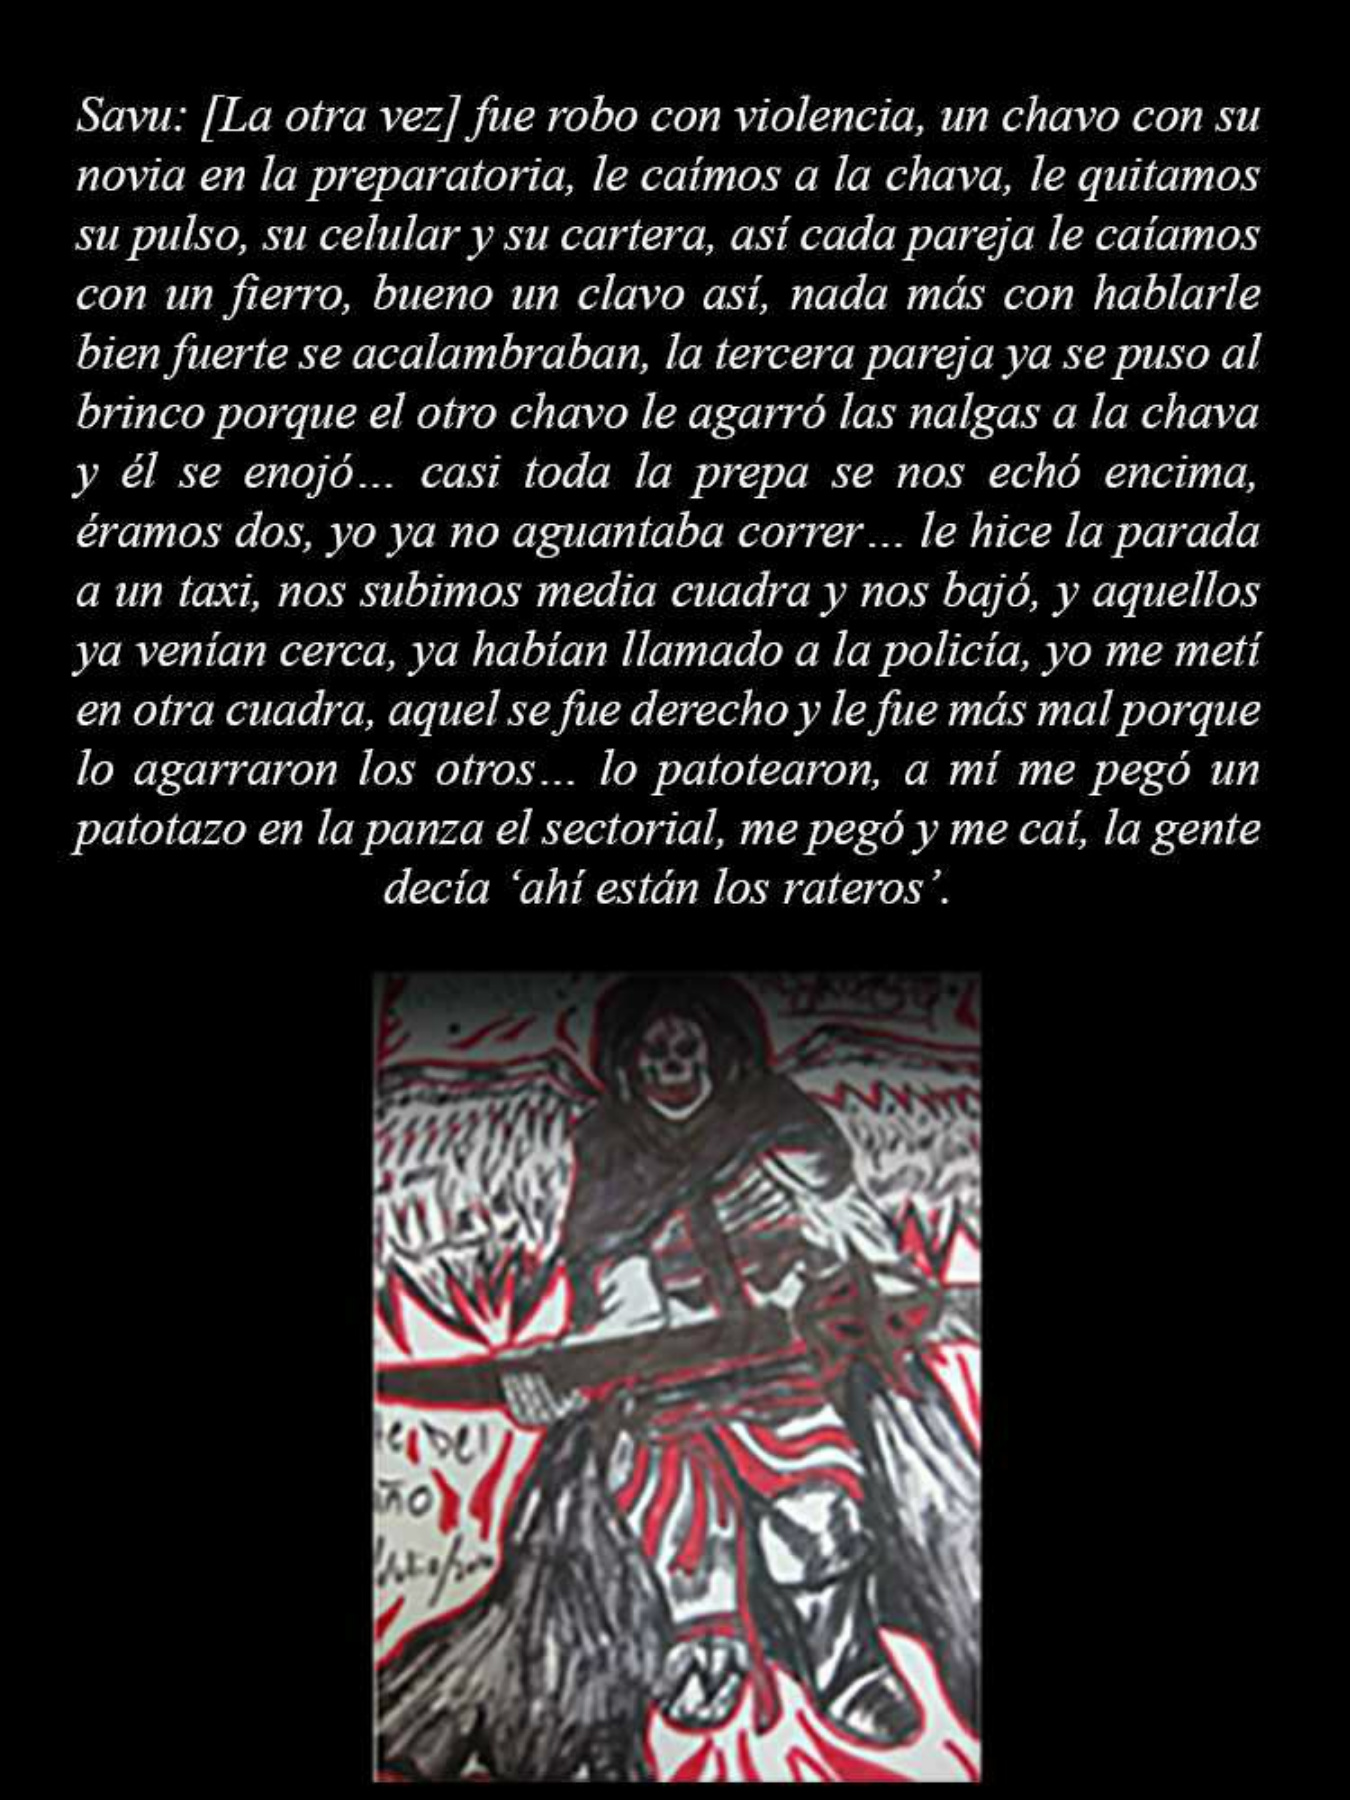 Savu: [La otra vez] fue robo con violencia, un chavo con su
novia en la preparatoria, le caímos a la chava, le quitamos
su pulso, su celular y su cartera, así cada pareja le caíamos
con un fierro, bueno un clavo así, nada más con hablarle
bien fuerte se acalambraban, la tercera pareja ya se puso al
brinco porque el otro chavo le agarró las nalgas a la chava
y él se enojó... casi toda la prepa se nos echó encima,
éramos dos, yo ya no aguantaba correr... le hice la parada
a un taxi, nos subimos media cuadra y nos bajó, y aquellos
ya venían cerca, ya habían llamado a la policía, yo me metí
en otra cuadra, aquel se fue derecho y le fue más mal porque
lo agarraron los otros... lo patotearon, a mí me pegó un
patotazo en la panza el sectorial, me pegó y me caí, la gente
decía ‘ahí están los rateros’.